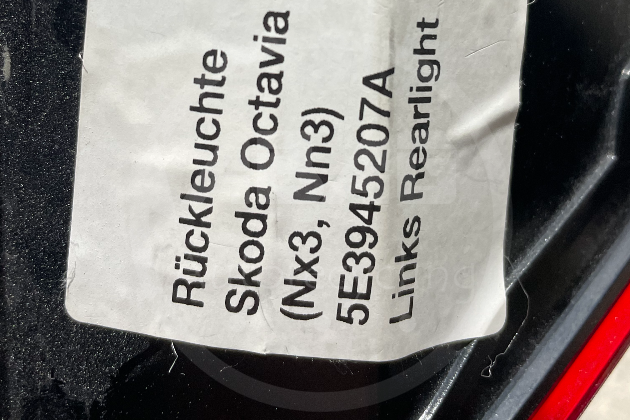 Rückleuchte
Skoda Octavia
(Nx3, Nn3)
5E3945207A
Links Rearlight